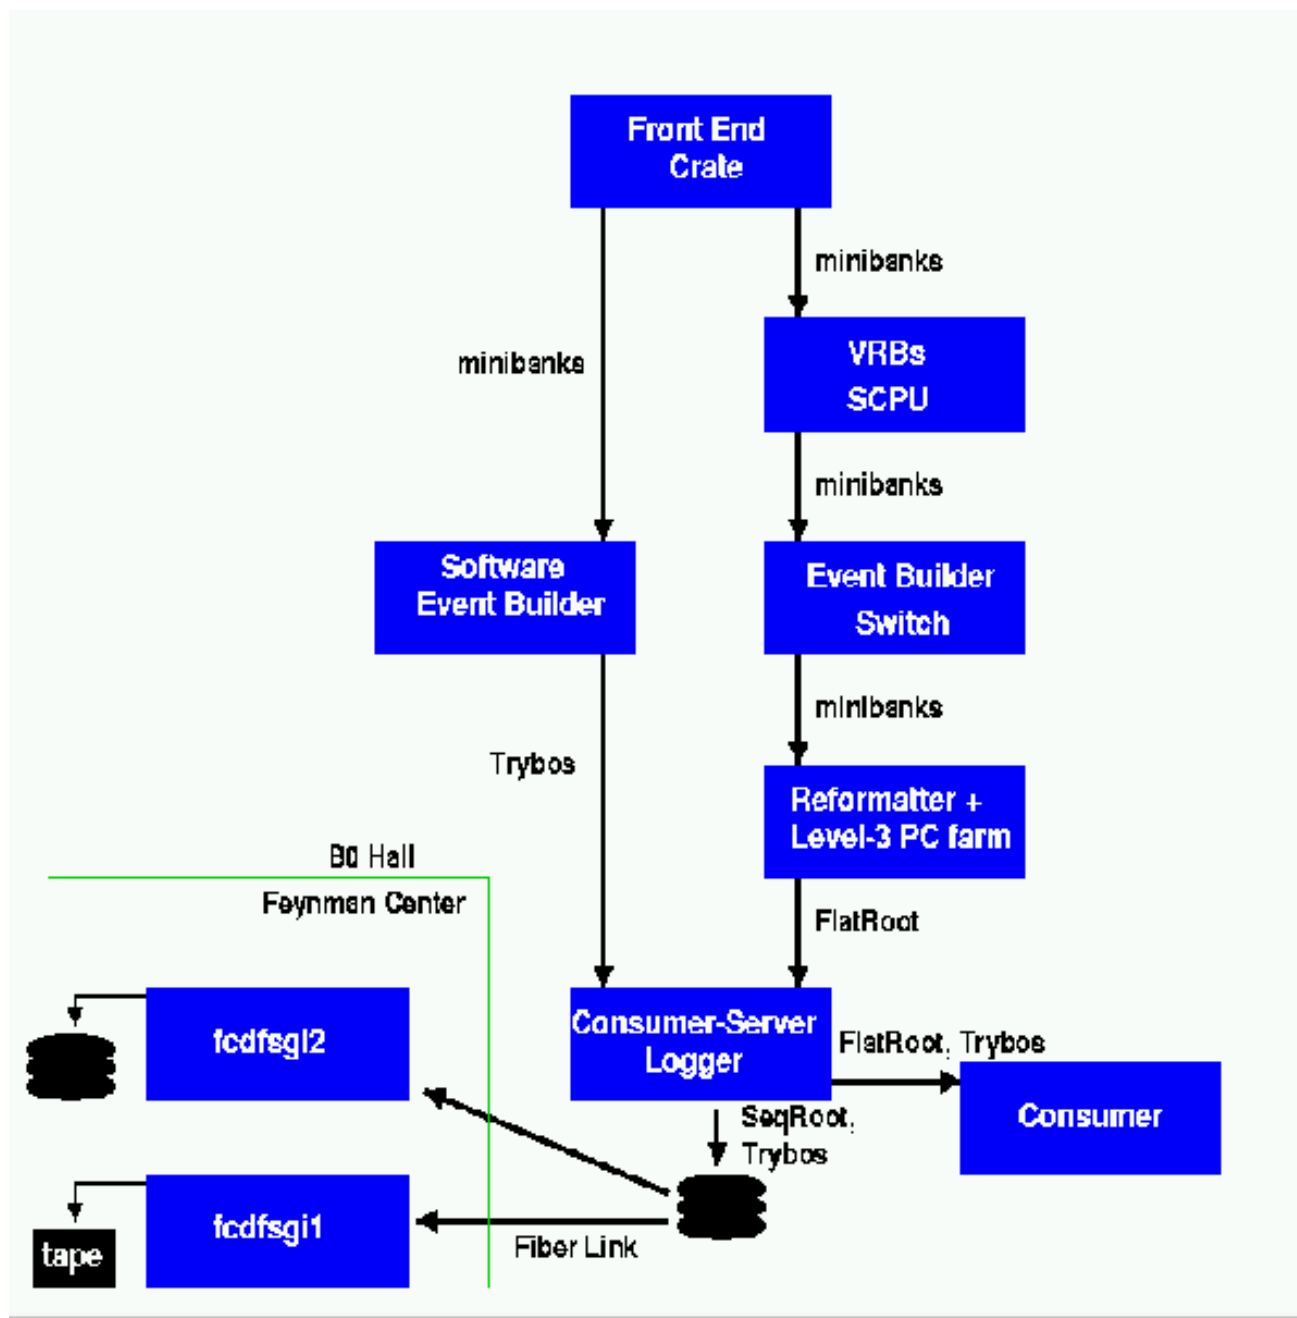 Front End
Crate
minibanks
VRBs
SCPU
minibanks
minibanks
Software
Event Builder
Event Builder
Switch
minibanks
Trybos
Reformatter +
Level-3 PC farm
B0 Hall
Feynman Center
FlatRoot
fcdfsgi2
Consumer-Server
Logger
FlatRoot, Trybos
Consumer
SeqRoot,
Trybos
fcdfsgi1
Fiber Link
tape